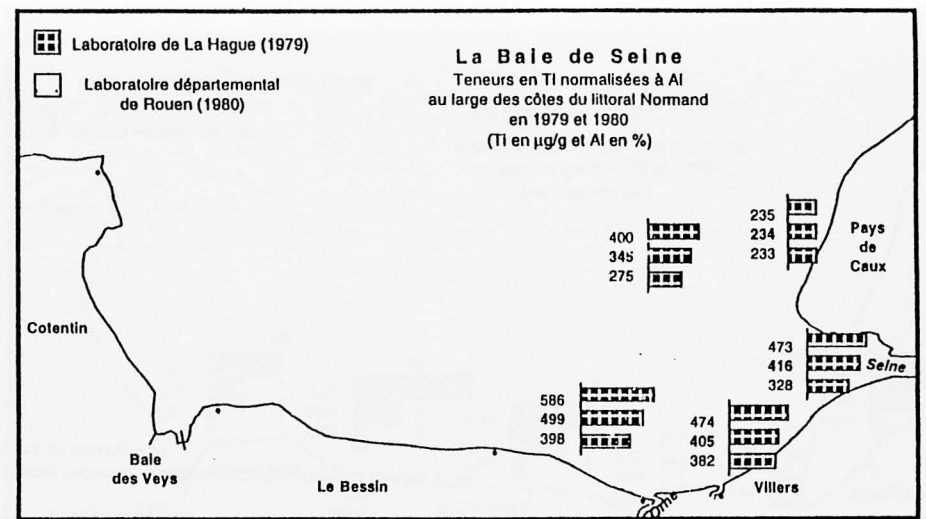 Laboratoire de La Hague (1979)
Laboratoire départemental
de Rouen (1980)
La Baie de Seine
Teneurs en TI normalisées à Al
au large des côtes du littoral Normand
en 1979 et 1980
(Ti en µg/g et Al en %)
235
234
233
Pays
de
Caux
400
345
275
Cotentin
473
416
328
Seine
586
499
398
474
405
382
Baie
des Veys
Le Bessin
Orne
Villers